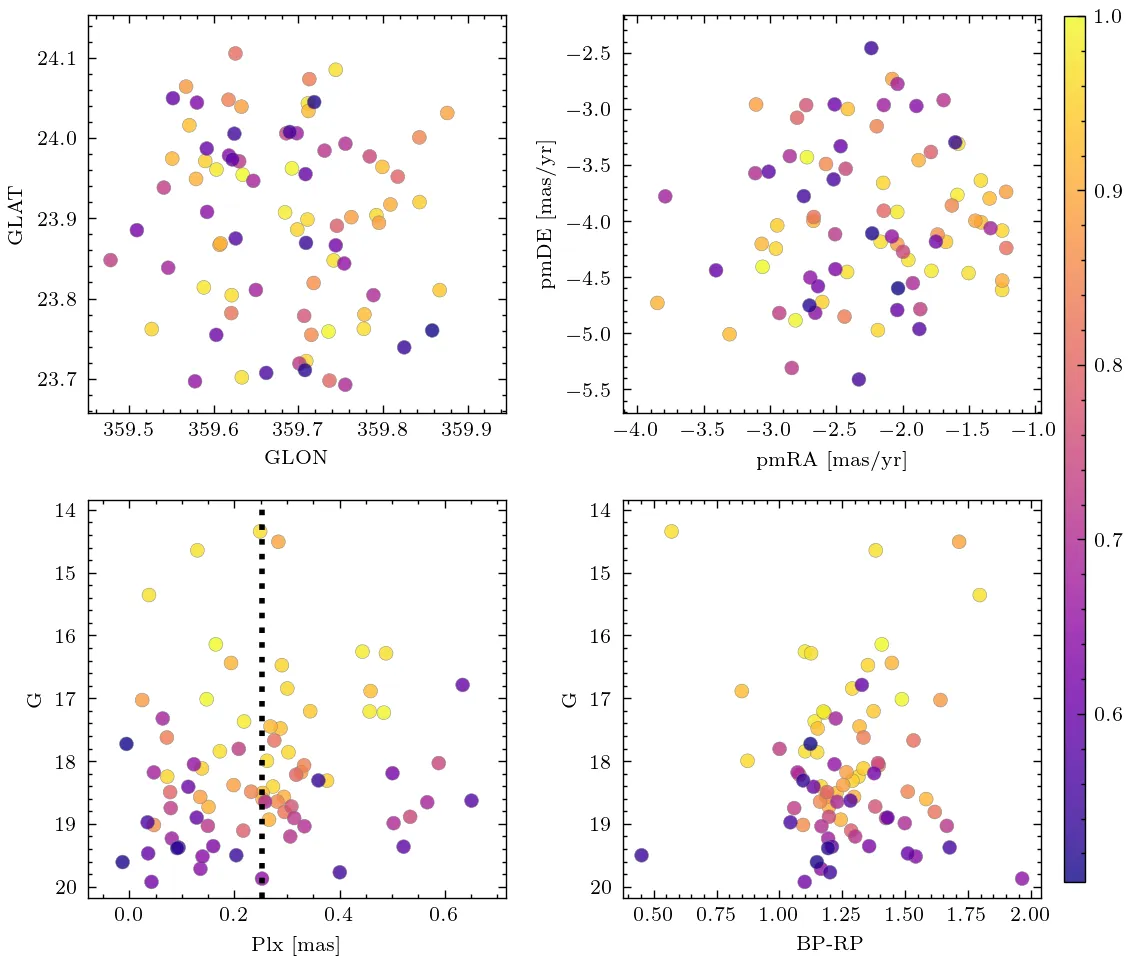 24.1
24.0
23.9
23.8
23.7
GLAT
359.5 359.6 359.7 359.8 359.9
GLON
−2.5
−3.0
−3.5
−4.0
−4.5
−5.0
−5.5
pmDE [mas/yr]
−4.0 −3.5 −3.0 −2.5 −2.0 −1.5 −1.0
pmRA [mas/yr]
14
15
16
17
18
19
20
G
0.0 0.2 0.4 0.6
Plx [mas]
14
15
16
17
18
19
20
G
0.50 0.75 1.00 1.25 1.50 1.75 2.00
BP-RP
1.0
0.9
0.8
0.7
0.6